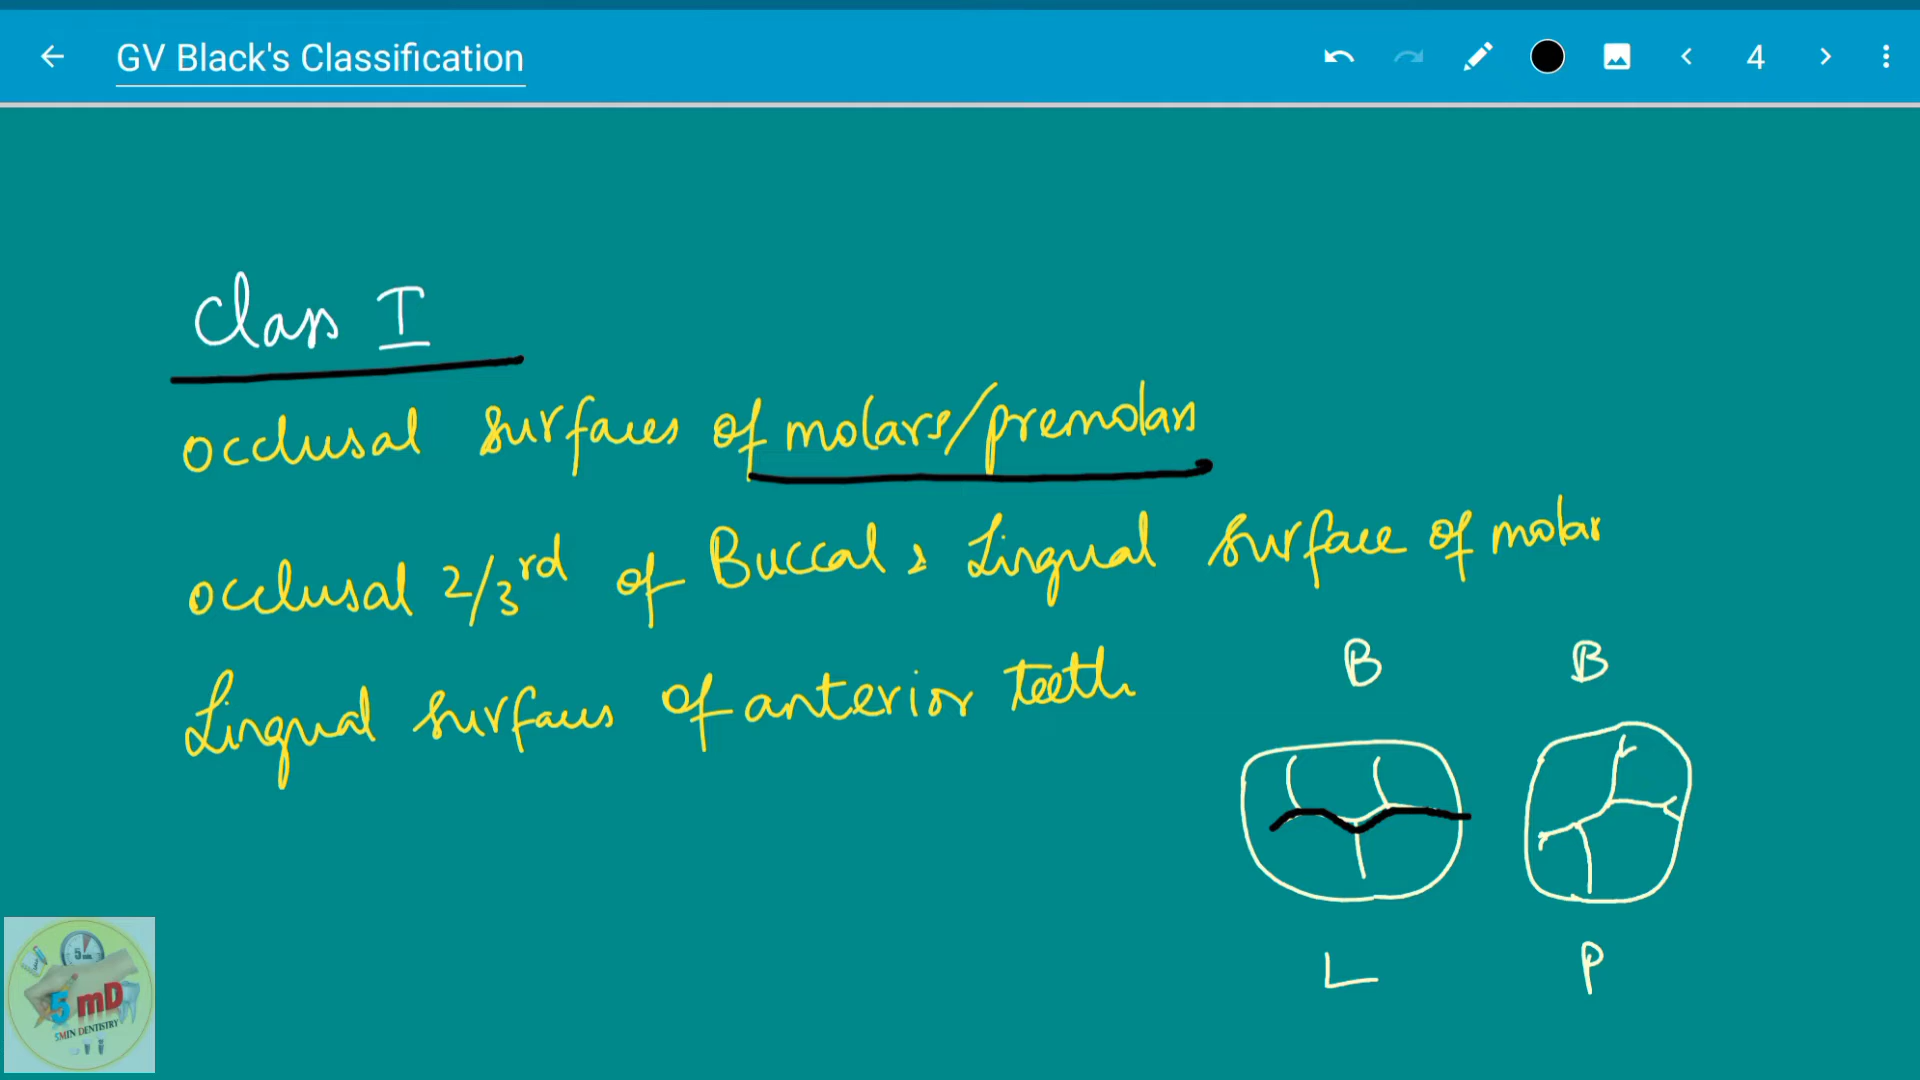 GV Black's Classification
4
Class I
occlusal surfaces of molars/premolars
occlusal 2/3rd of Buccal & Lingual surface of molar
Lingual surfaces of anterior teeth
B B
L P
5 mD
5MIN DENTISTRY